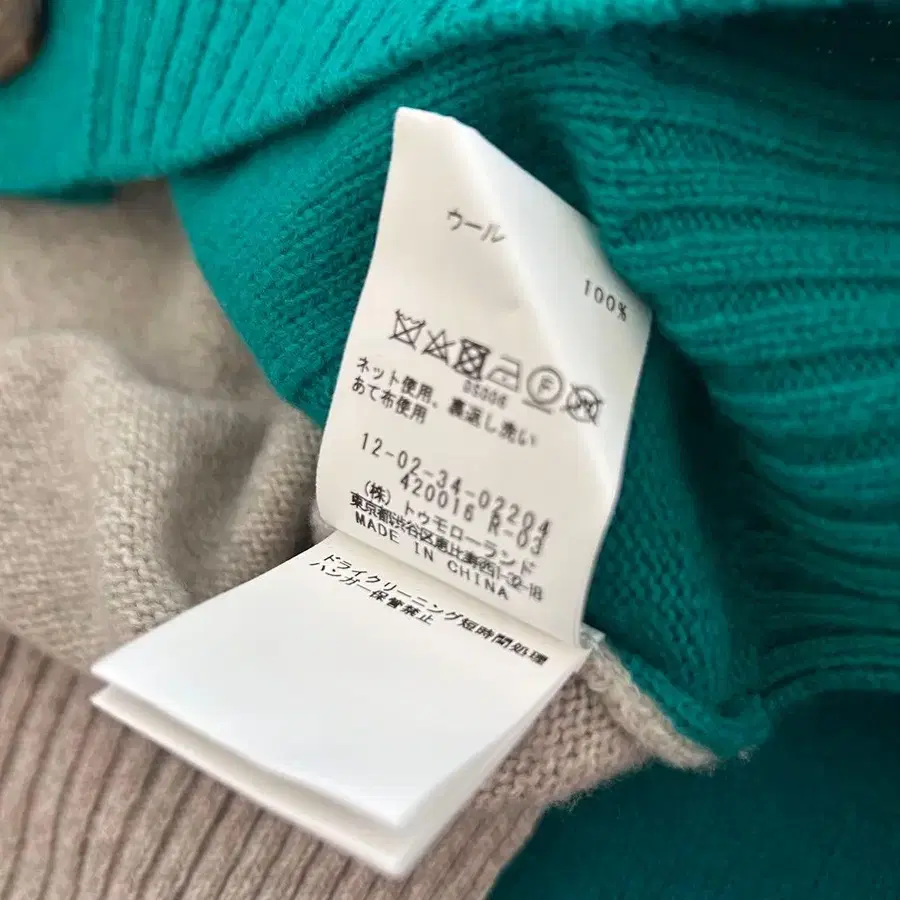 ウール
100%
F
ネット使用、裏返し洗い
あて布使用
12-02-34-02204
420016 R-03
(株) トゥモローランド
東京都渋谷区恵比寿西1-32-18
MADE IN CHINA
ドライクリーニング短時間処理
ハンガー保管禁止